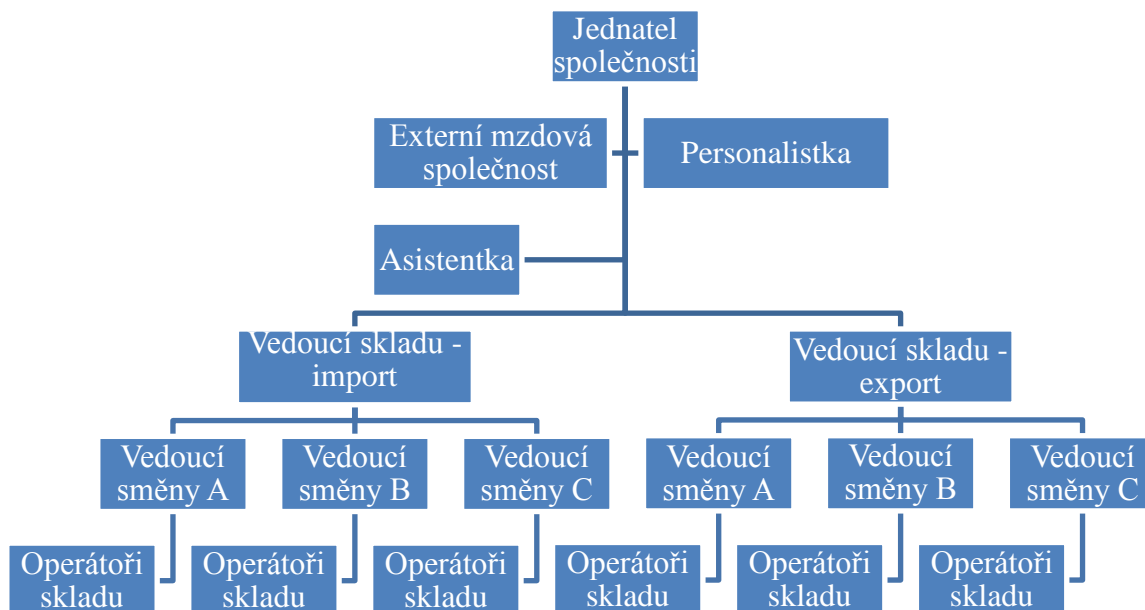 Jednatel
společnosti
Externí mzdová
společnost
Personalistka
Asistentka
Vedoucí skladu -
import
Vedoucí skladu -
export
Vedoucí
směny A
Vedoucí
směny B
Vedoucí
směny C
Vedoucí
směny A
Vedoucí
směny B
Vedoucí
směny C
Operátoři
skladu
Operátoři
skladu
Operátoři
skladu
Operátoři
skladu
Operátoři
skladu
Operátoři
skladu